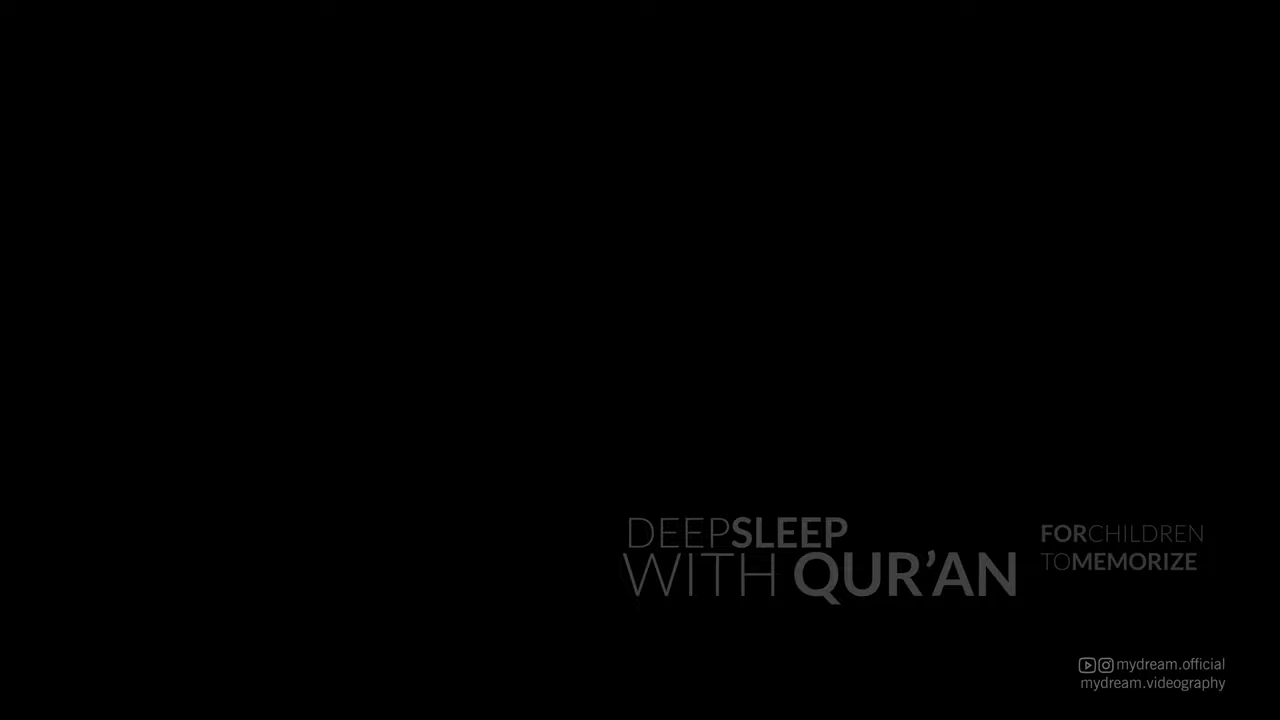 DEEPSLEEP
WITH QUR’AN
FORCHILDREN
TOMEMORIZE
mydream.official
mydream.videography